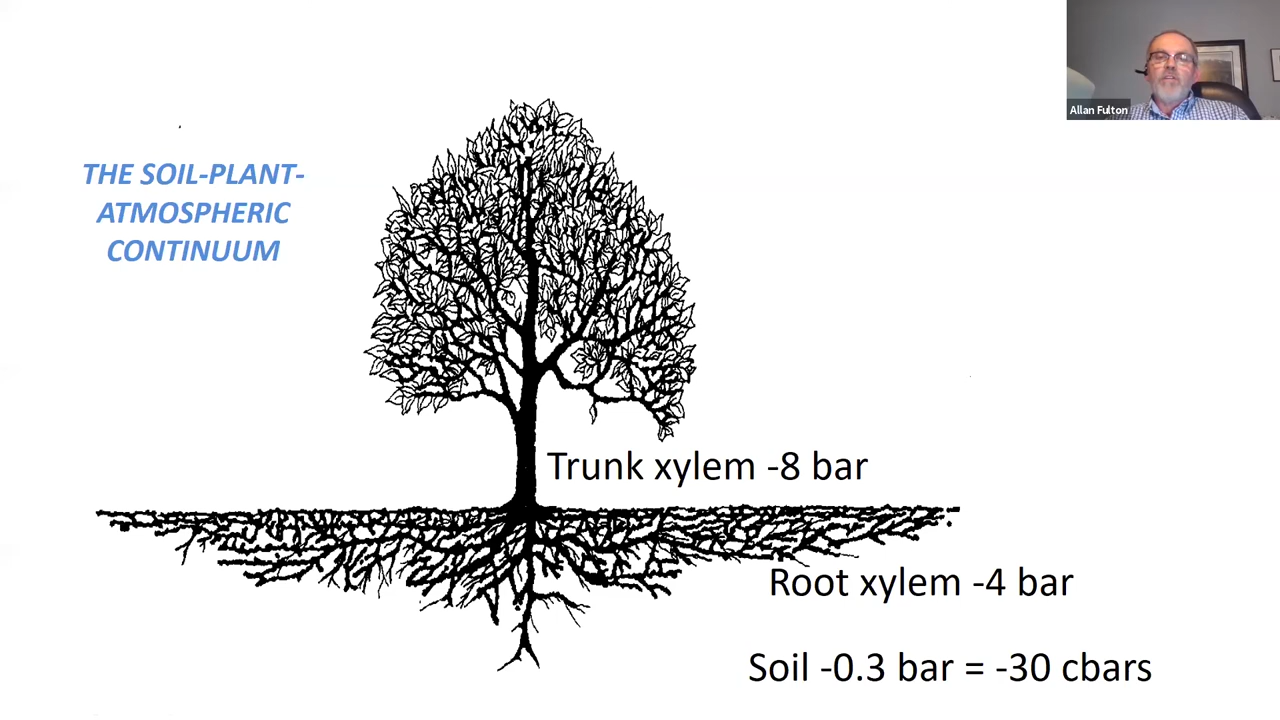 Allan Fulton
THE SOIL-PLANT-
ATMOSPHERIC
CONTINUUM
Trunk xylem -8 bar
Root xylem -4 bar
Soil -0.3 bar = -30 cbars